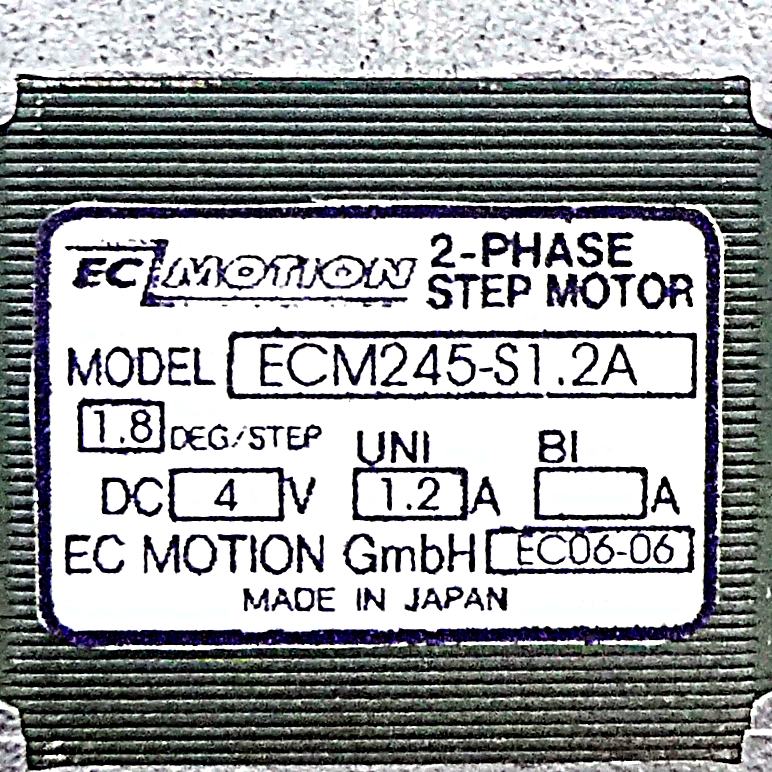 EC MOTION 2-PHASE
STEP MOTOR
MODEL ECM245-S1.2A
1.8 DEG/STEP UNI BI
DC 4 V 1.2 A A
EC MOTION GmbH EC06-06
MADE IN JAPAN